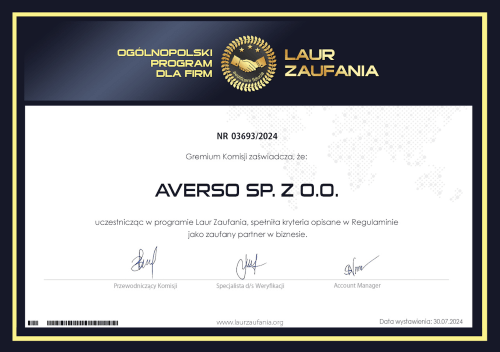 OGÓLNOPOLSKI
PROGRAM
DLA FIRM
LAUR
ZAUFANIA
NR 03693/2024
Gremium Komisji zaświadcza, że:
AVERSO SP. Z O.O.
uczestnicząc w programie Laur Zaufania, spełniła kryteria opisane w Regulaminie
jako zaufany partner w biznesie.
Przewodniczący Komisji
Specjalista d/s Weryfikacji
Account Manager
www.laurzaufania.org
Data wystawienia: 30.07.2024